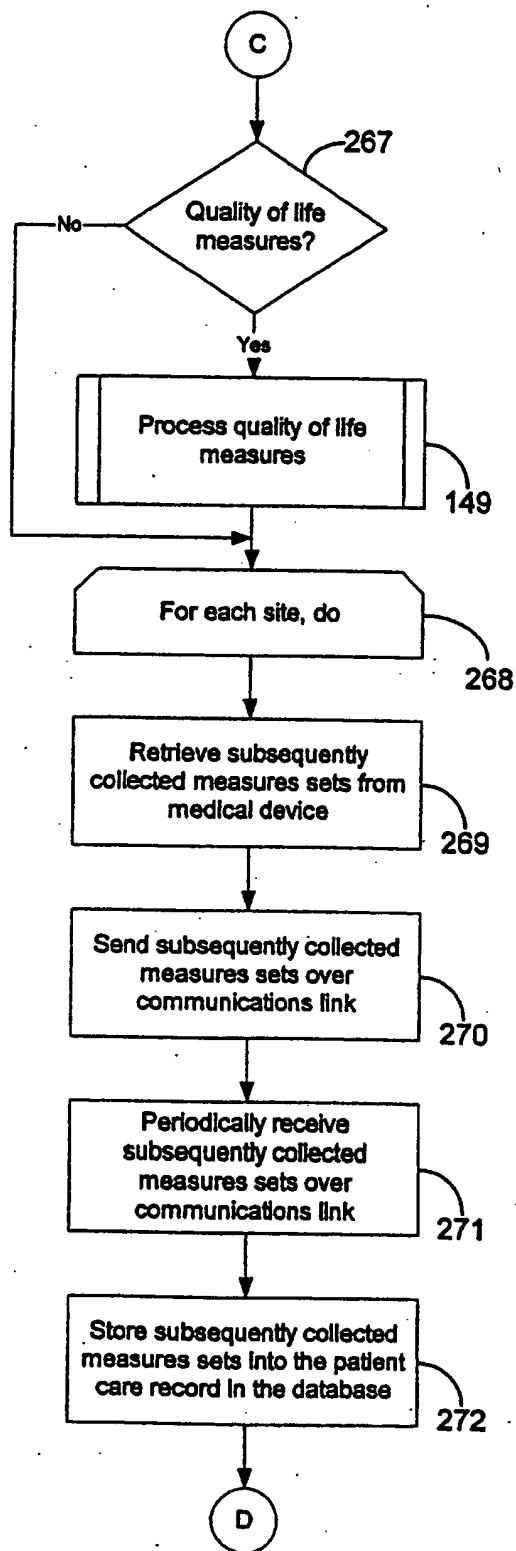 C
267
Quality of life
measures?
No
Yes
Process quality of life
measures
149
For each site, do
268
Retrieve subsequently
collected measures sets from
medical device
269
Send subsequently collected
measures sets over
communications link
270
Periodically receive
subsequently collected
measures sets over
communications link
271
Store subsequently collected
measures sets into the patient
care record in the database
272
D